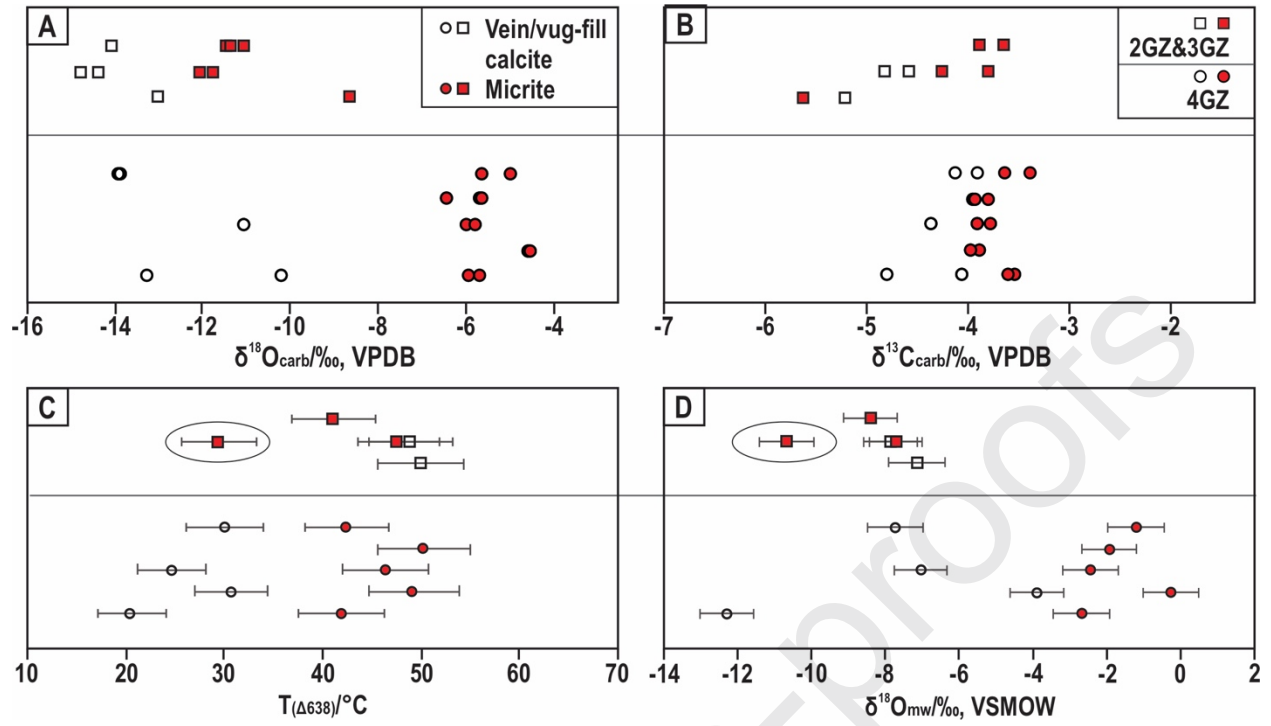 A
Vein/vug-fill
calcite
Micrite
-16 -14 -12 -10 -8 -6 -4
δ¹⁸Ocarb/‰, VPDB
B
2GZ&3GZ
4GZ
-7 -6 -5 -4 -3 -2
δ¹³Ccarb/‰, VPDB
C
10 20 30 40 50 60 70
T(Δ638)/°C
D
-14 -12 -10 -8 -6 -4 -2 0 2
δ¹⁸Omw/‰, VSMOW
-proofs